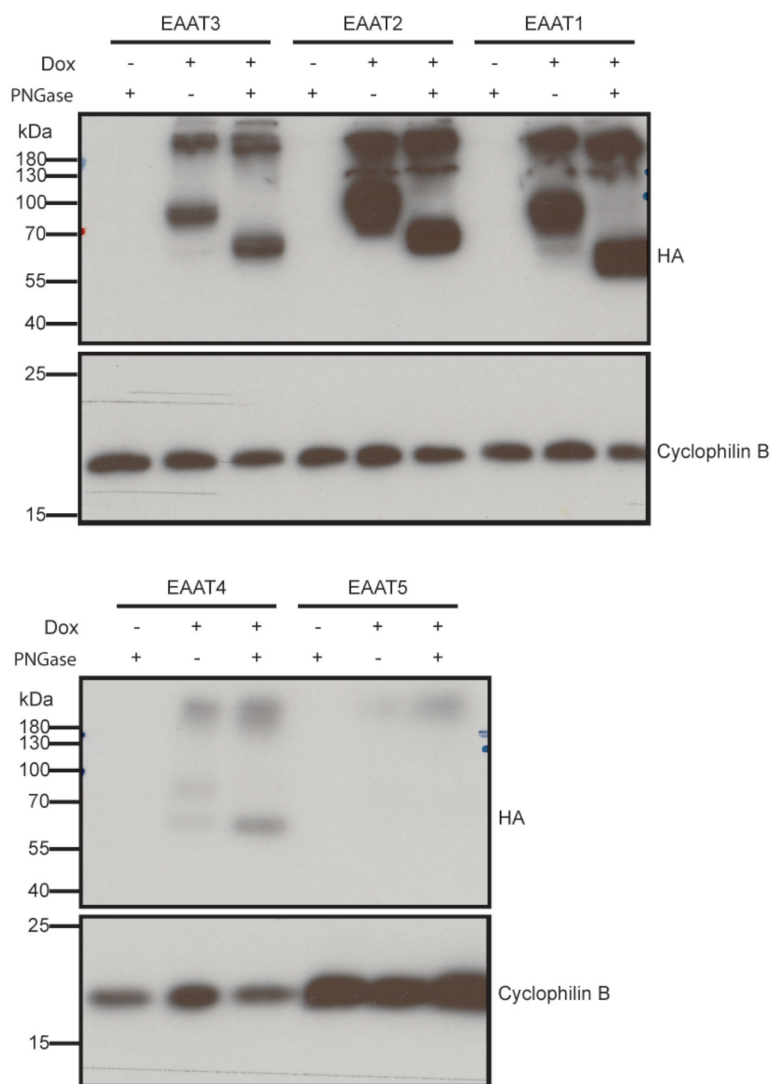 EAAT3 EAAT2 EAAT1
Dox - + + - + + - + +
PNGase + - + + - + + - +
kDa
180
130
100
70
HA
55
40
25
Cyclophilin B
15
EAAT4 EAAT5
Dox - + + - + +
PNGase + - + + - +
kDa
180
130
100
70
HA
55
40
25
Cyclophilin B
15